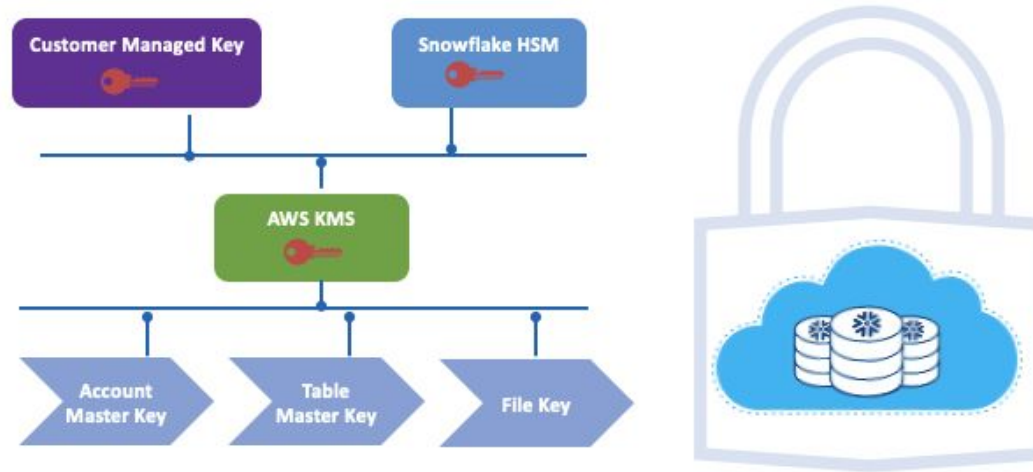 Customer Managed Key
Snowflake HSM
AWS KMS
Account
Master Key
Table
Master Key
File Key